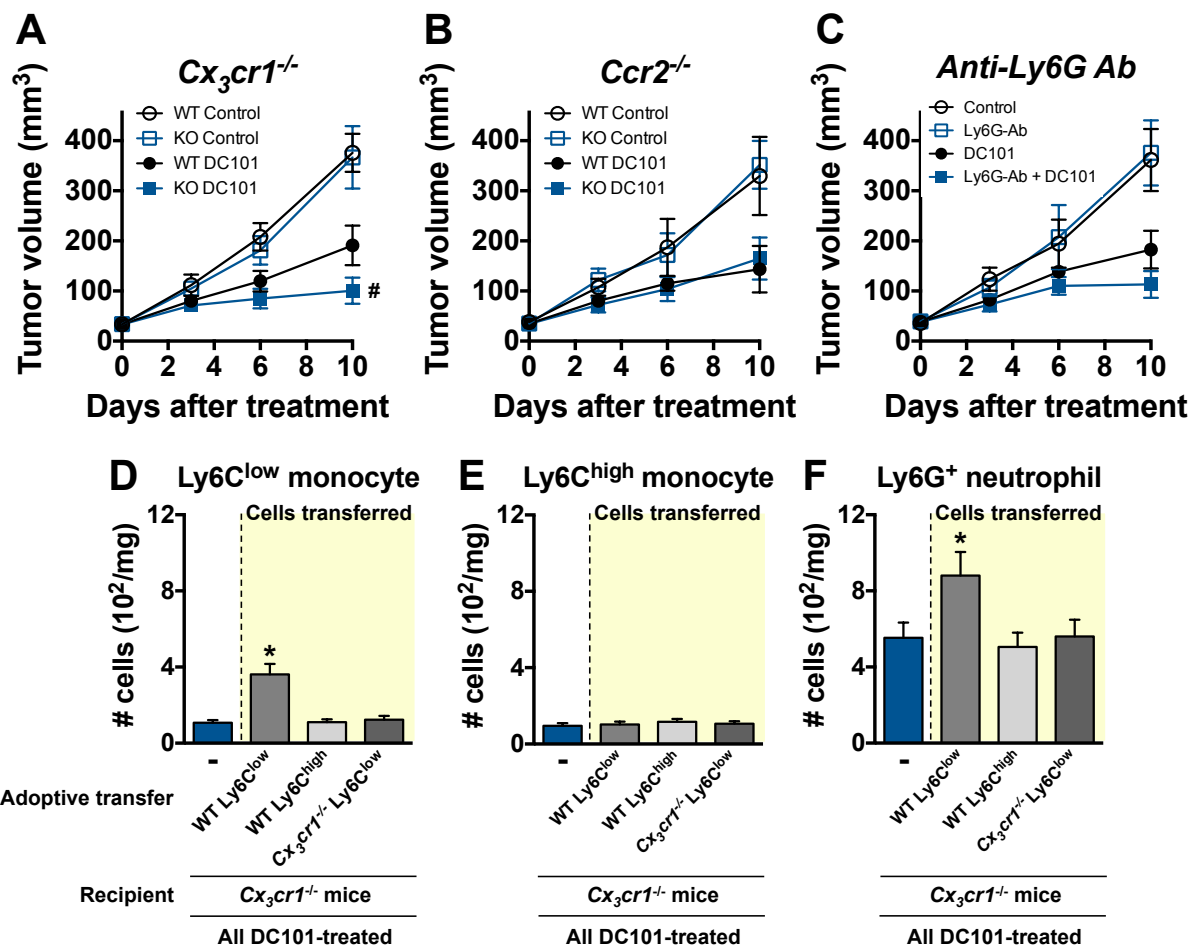 A
Cx3cr1-/-
Tumor volume (mm3)
400
300
200
100
0
WT Control
KO Control
WT DC101
KO DC101
#
0 2 4 6 8 10
Days after treatment
B
Ccr2-/-
Tumor volume (mm3)
400
300
200
100
0
WT Control
KO Control
WT DC101
KO DC101
0 2 4 6 8 10
Days after treatment
C
Anti-Ly6G Ab
Tumor volume (mm3)
400
300
200
100
0
Control
Ly6G-Ab
DC101
Ly6G-Ab + DC101
0 2 4 6 8 10
Days after treatment
D
Ly6Clow monocyte
# cells (102/mg)
12
8
4
0
Cells transferred
*
Adoptive transfer
-
WT Ly6Clow
WT Ly6Chigh
Cx3cr1-/- Ly6Clow
Recipient
Cx3cr1-/- mice
All DC101-treated
E
Ly6Chigh monocyte
# cells (102/mg)
12
8
4
0
Cells transferred
-
WT Ly6Clow
WT Ly6Chigh
Cx3cr1-/- Ly6Clow
Cx3cr1-/- mice
All DC101-treated
F
Ly6G+ neutrophil
# cells (102/mg)
12
8
4
0
Cells transferred
*
-
WT Ly6Clow
WT Ly6Chigh
Cx3cr1-/- Ly6Clow
Cx3cr1-/- mice
All DC101-treated